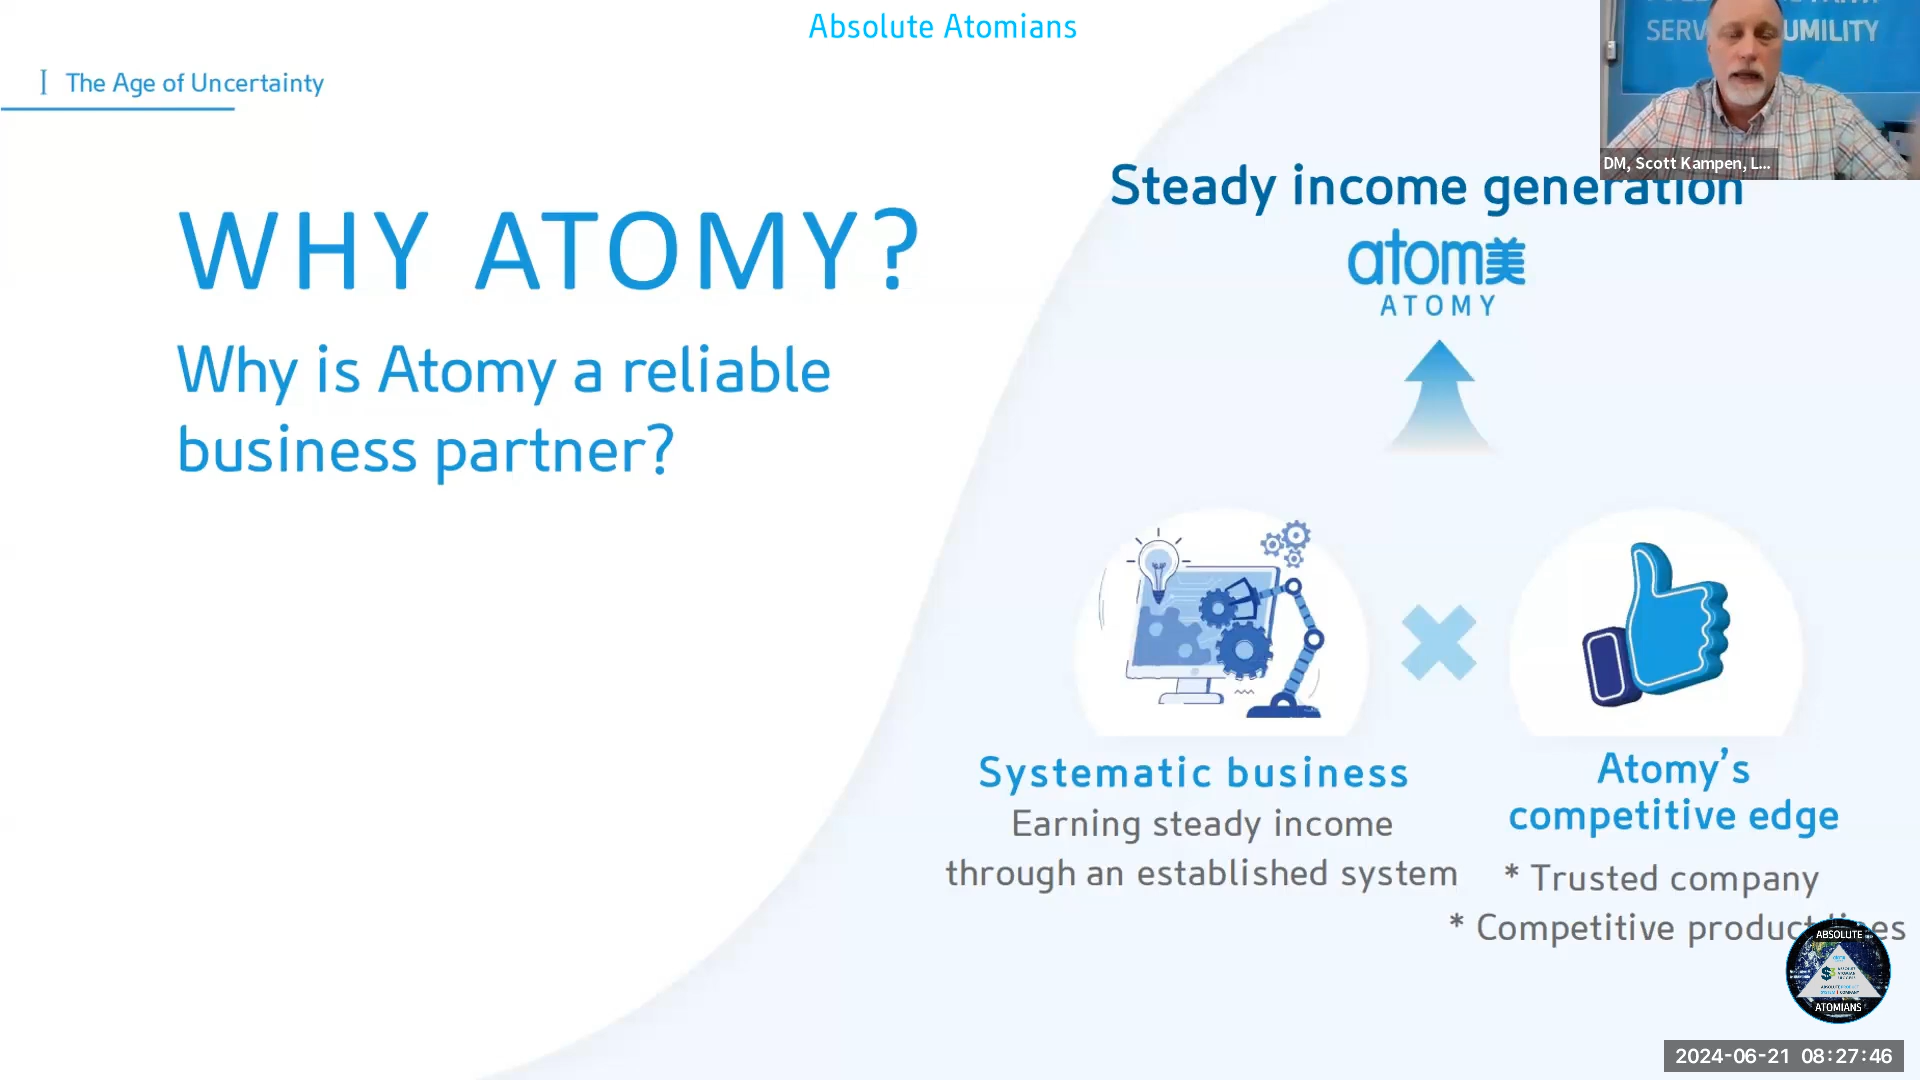 Absolute Atomians
I The Age of Uncertainty
WHY ATOMY?
Why is Atomy a reliable
business partner?
UMILITY
DM, Scott Kampen, L...
Steady income generation
atom美
ATOMY
Systematic business
Earning steady income
through an established system
Atomy's
competitive edge
* Trusted company
* Competitive product
ABSOLUTE
ATOMIANS
2024-06-21 08:27:46